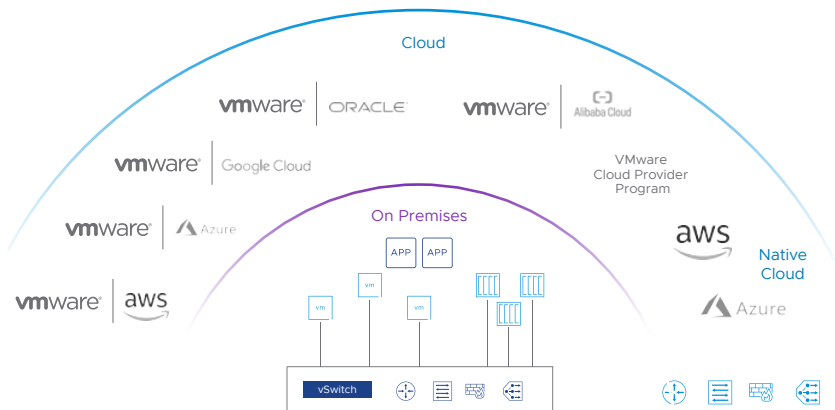 Cloud
vmware® | ORACLE®
vmware® | Alibaba Cloud
vmware® | Google Cloud
VMware
Cloud Provider
Program
vmware® | Azure
On Premises
APP APP
aws
Native
Cloud
vmware® | aws
Azure
vm
vm
vm
vSwitch